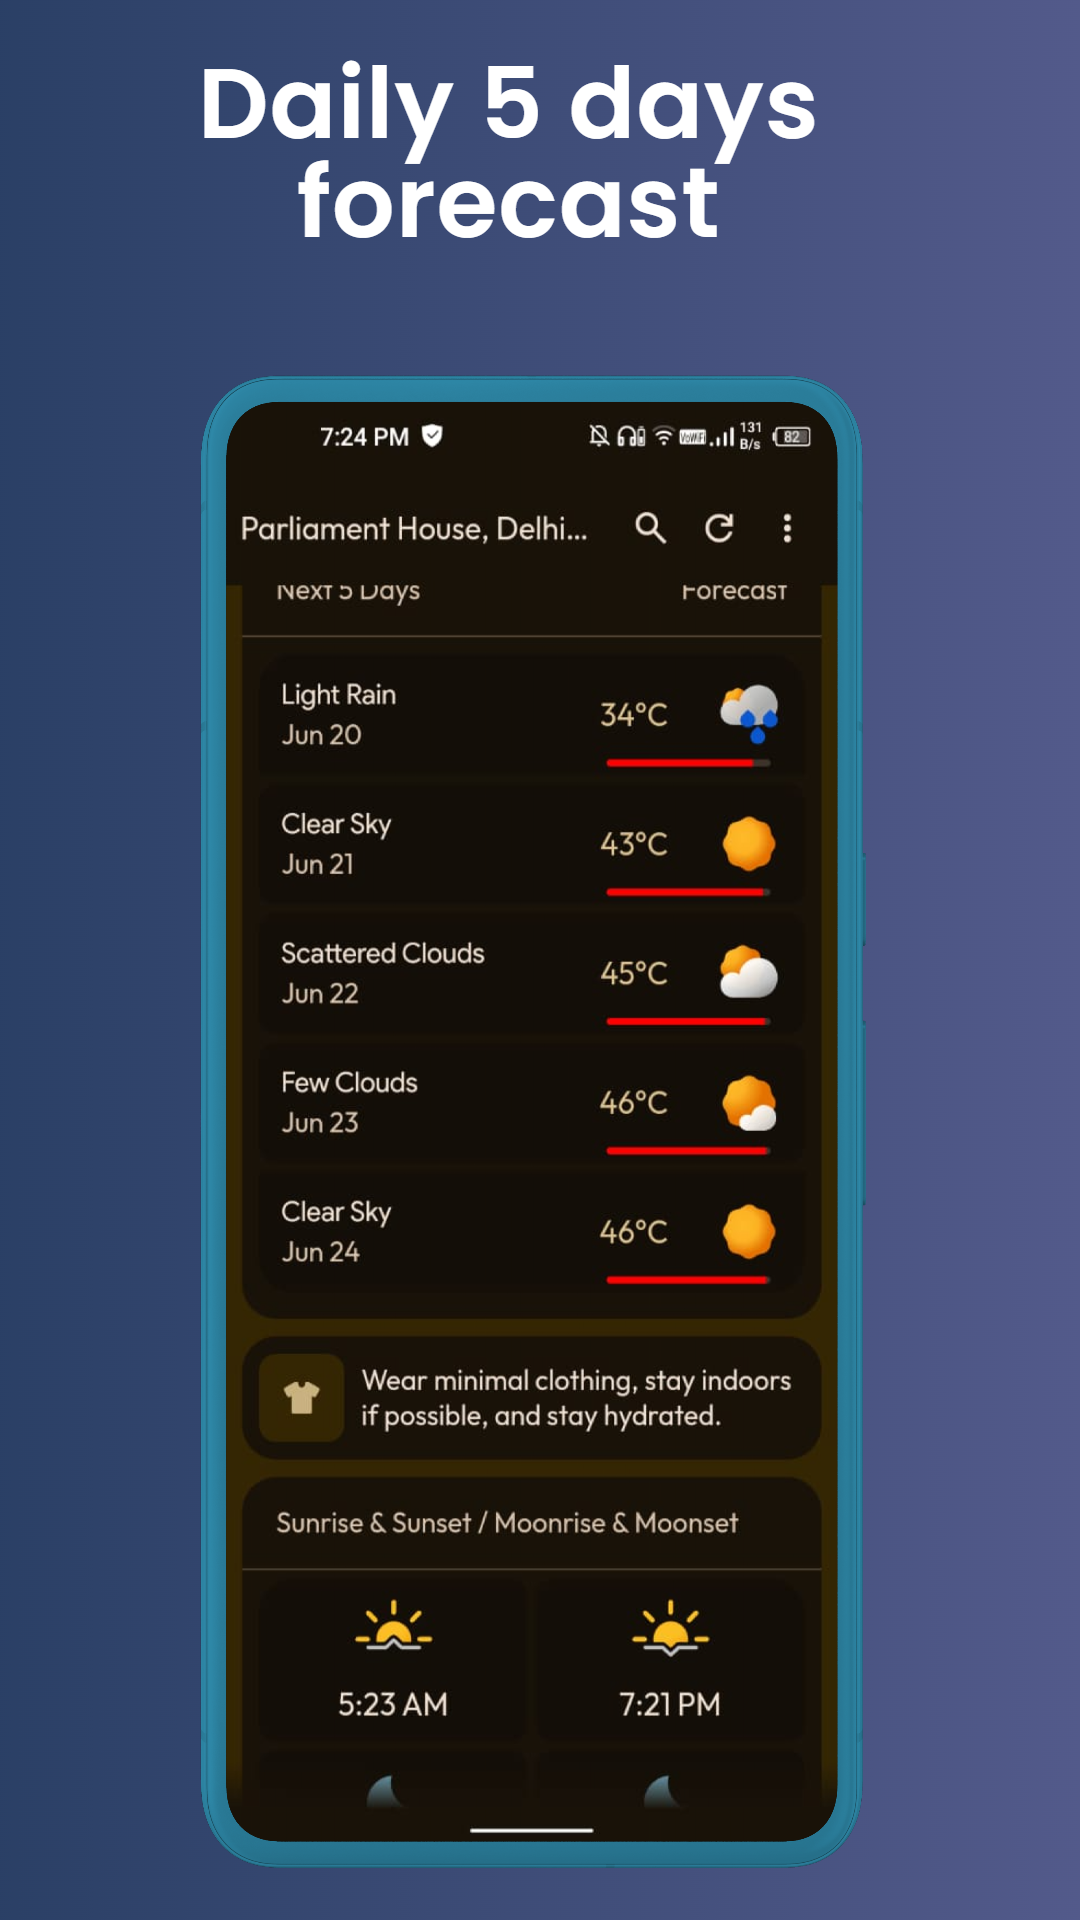 Daily 5 days
forecast
7:24 PM
VoWiFi
131
B/s
82
Parliament House, Delhi...
Next 5 Days
Forecast
Light Rain
34°C
Jun 20
Clear Sky
43°C
Jun 21
Scattered Clouds
45°C
Jun 22
Few Clouds
46°C
Jun 23
Clear Sky
46°C
Jun 24
Wear minimal clothing, stay indoors
if possible, and stay hydrated.
Sunrise & Sunset / Moonrise & Moonset
5:23 AM
7:21 PM